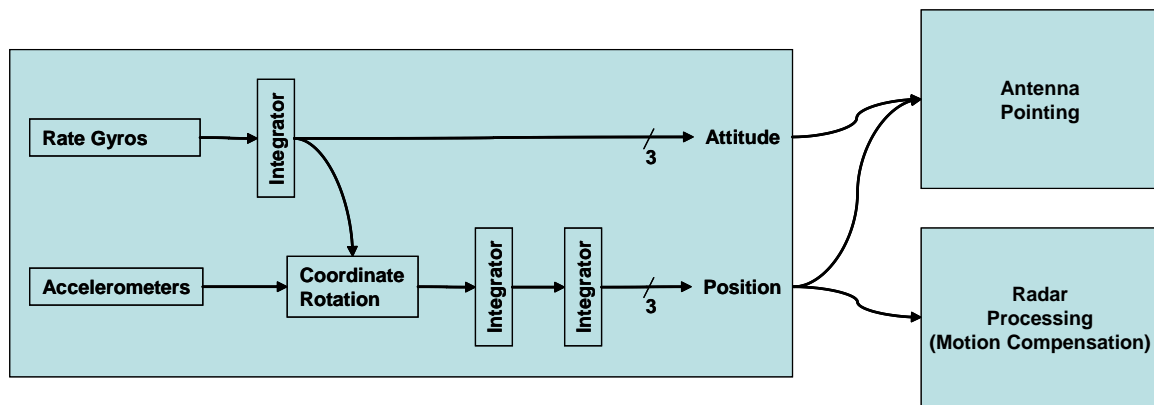 Rate Gyros
Integrator
3
Attitude
Accelerometers
Coordinate
Rotation
Integrator
Integrator
3
Position
Antenna
Pointing
Radar
Processing
(Motion Compensation)